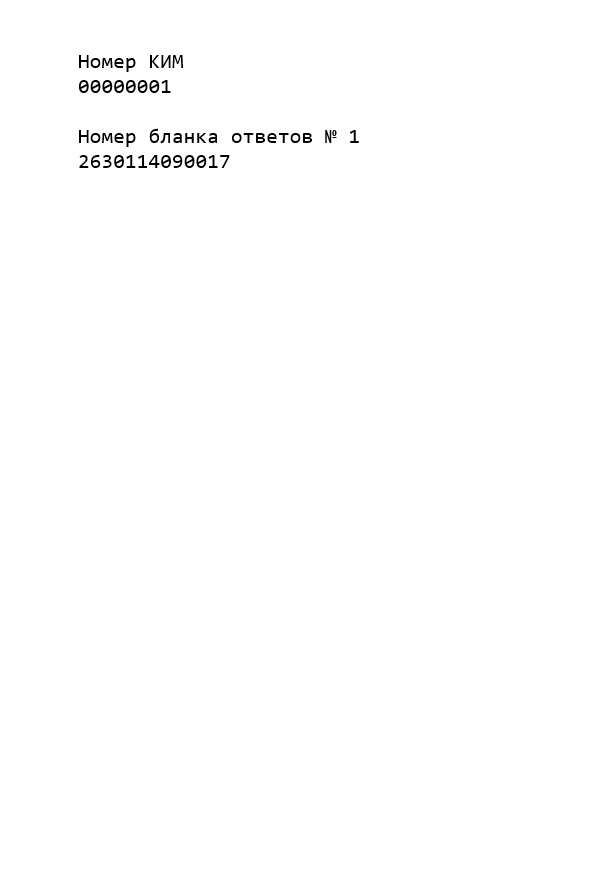 Номер КИМ
00000001
Номер бланка ответов № 1
2630114090017